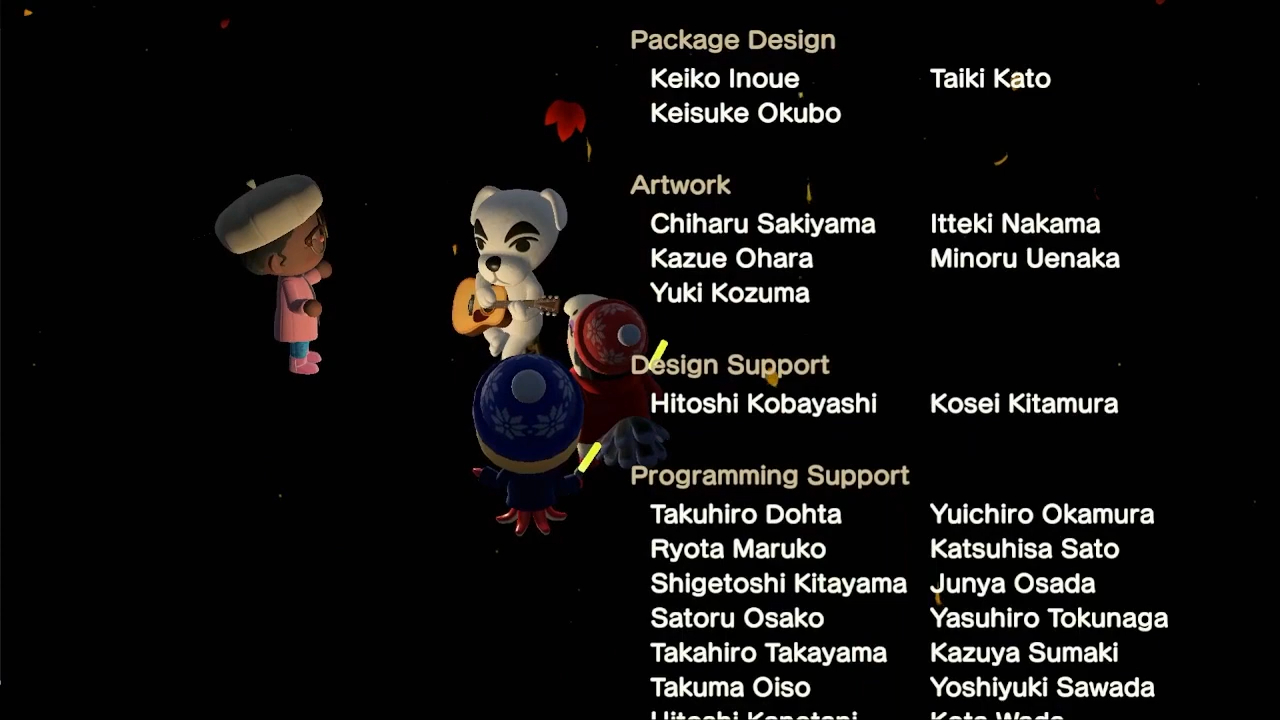 Package Design
Keiko Inoue Taiki Kato
Keisuke Okubo
Artwork
Chiharu Sakiyama Itteki Nakama
Kazue Ohara Minoru Uenaka
Yuki Kozuma
Design Support
Hitoshi Kobayashi Kosei Kitamura
Programming Support
Takuhiro Dohta Yuichiro Okamura
Ryota Maruko Katsuhisa Sato
Shigetoshi Kitayama Junya Osada
Satoru Osako Yasuhiro Tokunaga
Takahiro Takayama Kazuya Sumaki
Takuma Oiso Yoshiyuki Sawada